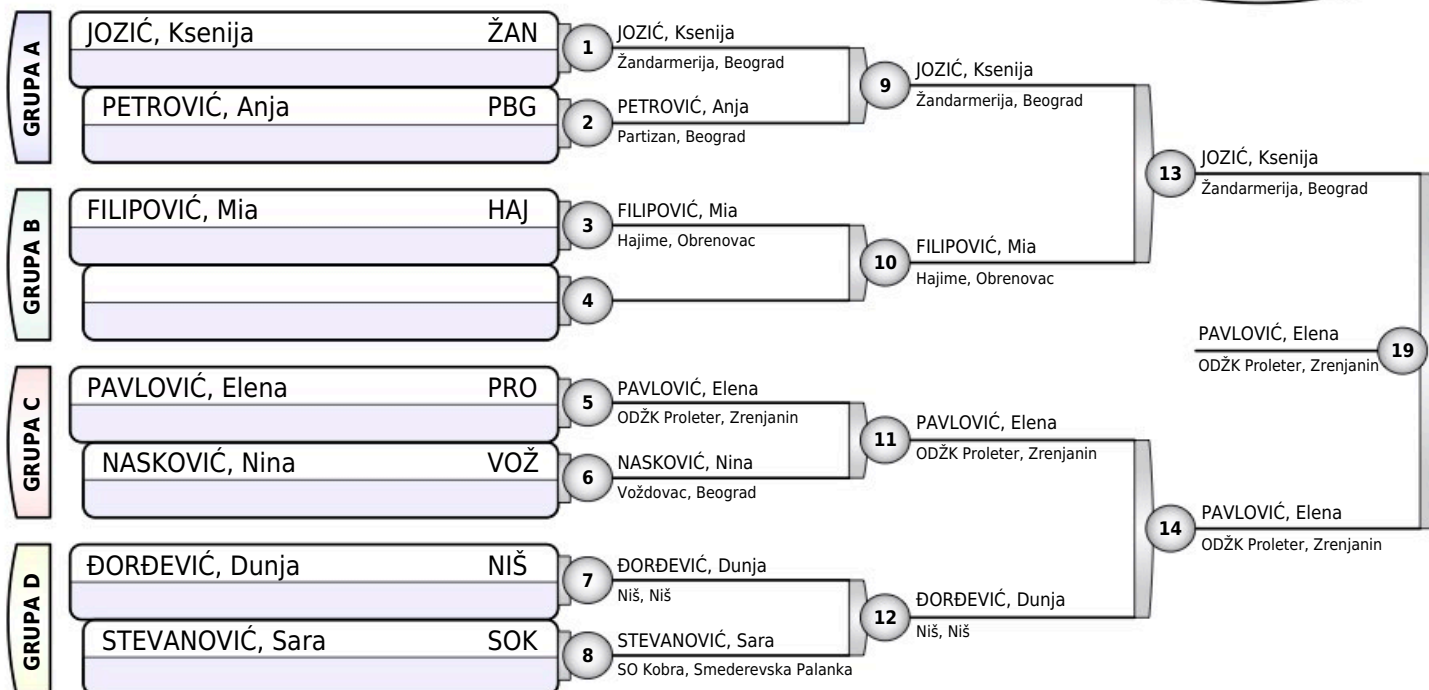 GRUPA A
JOZIĆ, Ksenija ŽAN
PETROVIĆ, Anja PBG
1
JOZIĆ, Ksenija
Žandarmerija, Beograd
2
PETROVIĆ, Anja
Partizan, Beograd
9
JOZIĆ, Ksenija
Žandarmerija, Beograd
GRUPA B
FILIPOVIĆ, Mia HAJ
3
FILIPOVIĆ, Mia
Hajime, Obrenovac
4
10
FILIPOVIĆ, Mia
Hajime, Obrenovac
13
JOZIĆ, Ksenija
Žandarmerija, Beograd
GRUPA C
PAVLOVIĆ, Elena PRO
NASKOVIĆ, Nina VOŽ
5
PAVLOVIĆ, Elena
ODŽK Proleter, Zrenjanin
6
NASKOVIĆ, Nina
Voždovac, Beograd
11
PAVLOVIĆ, Elena
ODŽK Proleter, Zrenjanin
GRUPA D
ĐORĐEVIĆ, Dunja NIŠ
STEVANOVIĆ, Sara SOK
7
ĐORĐEVIĆ, Dunja
Niš, Niš
8
STEVANOVIĆ, Sara
SO Kobra, Smederevska Palanka
12
ĐORĐEVIĆ, Dunja
Niš, Niš
14
PAVLOVIĆ, Elena
ODŽK Proleter, Zrenjanin
PAVLOVIĆ, Elena
ODŽK Proleter, Zrenjanin
19